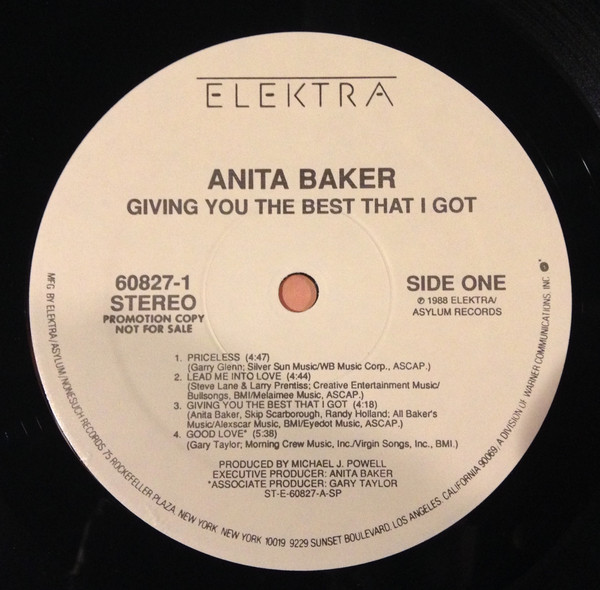 ELEKTRA
ANITA BAKER
GIVING YOU THE BEST THAT I GOT
60827-1
STEREO
PROMOTION COPY
NOT FOR SALE
SIDE ONE
℗ 1988 ELEKTRA/
ASYLUM RECORDS
1. PRICELESS (4:47)
(Garry Glenn; Silver Sun Music/WB Music Corp., ASCAP.)
2. LEAD ME INTO LOVE (4:44)
(Steve Lane & Larry Prentiss; Creative Entertainment Music/
Bullsongs, BMI/Melaimee Music, ASCAP.)
3. GIVING YOU THE BEST THAT I GOT (4:18)
(Anita Baker, Skip Scarborough, Randy Holland; All Baker's
Music/Alexscar Music, BMI/Eyedot Music, ASCAP.)
4. GOOD LOVE* (5:38)
(Gary Taylor; Morning Crew Music, Inc./Virgin Songs, Inc., BMI.)
PRODUCED BY MICHAEL J. POWELL
EXECUTIVE PRODUCER: ANITA BAKER
*ASSOCIATE PRODUCER: GARY TAYLOR
ST-E-60827-A-SP
MFG. BY ELEKTRA/ASYLUM/NONESUCH RECORDS 75 ROCKEFELLER PLAZA, NEW YORK, NEW YORK 10019 9229 SUNSET BOULEVARD, LOS ANGELES, CALIFORNIA 90069. A DIVISION OF WARNER COMMUNICATIONS, INC.